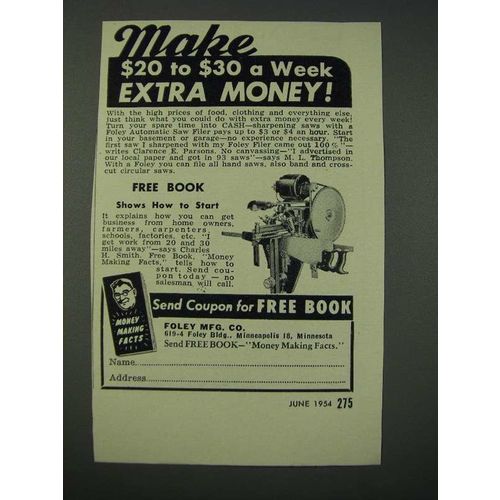 Make
$20 to $30 a Week
EXTRA MONEY!
With the high prices of food, clothing and everything else,
just think what you could do with extra money every week!
Turn your spare time into CASH—sharpening saws with a
Foley Automatic Saw Filer pays up to $3 or $4 an hour. Start
in your basement or garage—no experience necessary. "The
first saw I sharpened with my Foley Filer came out 100%"—
writes Clarence E. Parsons. No canvassing—"I advertised in
our local paper and got in 93 saws"—says M. L. Thompson.
With a Foley you can file all hand saws, also band and cross-
cut circular saws.
FREE BOOK
Shows How to Start
It explains how you can get
business from home owners,
farmers, carpenters,
schools, factories, etc. "I
get work from 20 and 30
miles away"—says Charles
H. Smith. Free Book, "Money
Making Facts," tells how to
start. Send cou-
pon today — no
salesman will call.
MONEY
MAKING
FACTS
Send Coupon for FREE BOOK
FOLEY MFG. CO.
619-4 Foley Bldg., Minneapolis 18, Minnesota
Send FREE BOOK—"Money Making Facts."
Name
Address
JUNE 1954 275